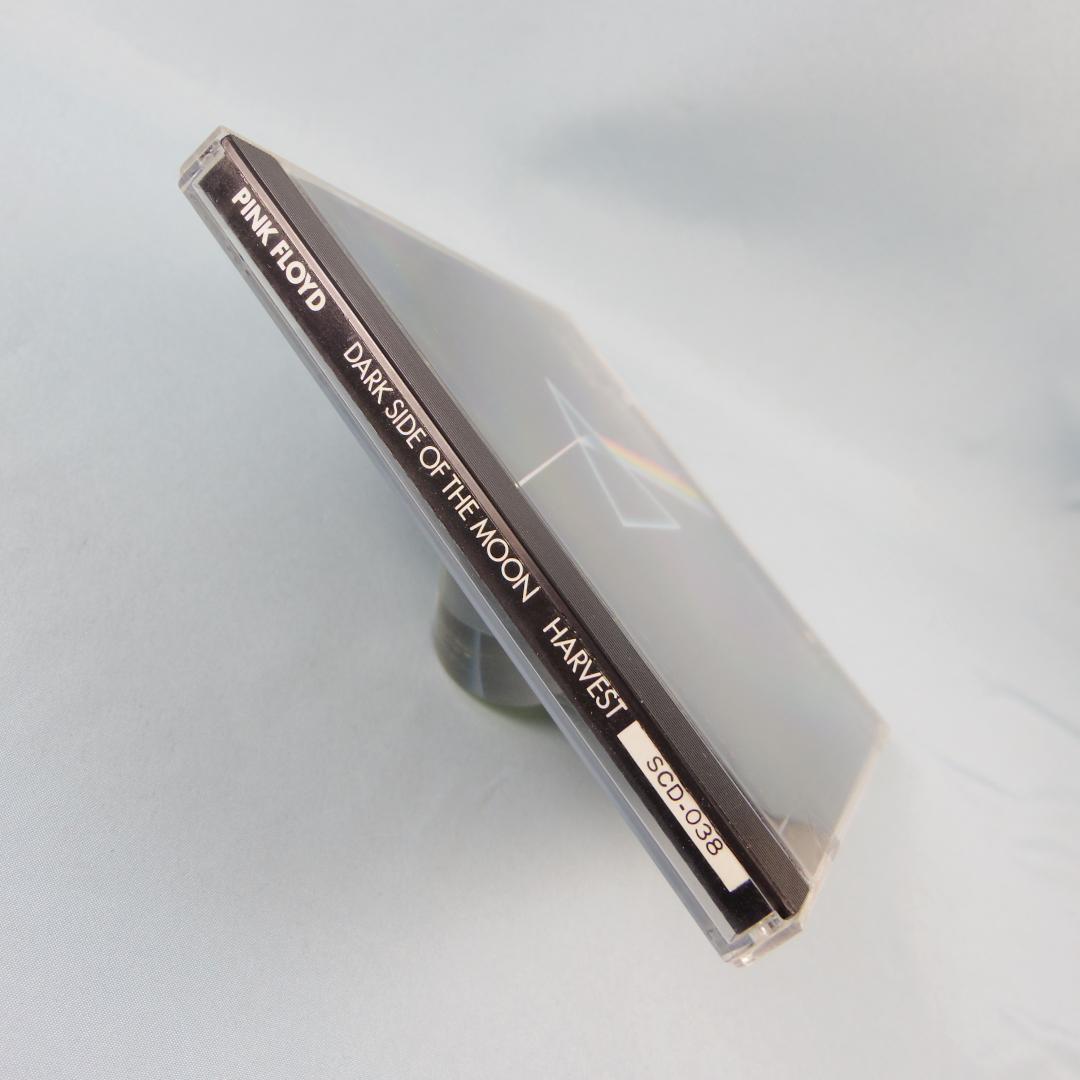 PINK FLOYD DARK SIDE OF THE MOON HARVEST SCD-038